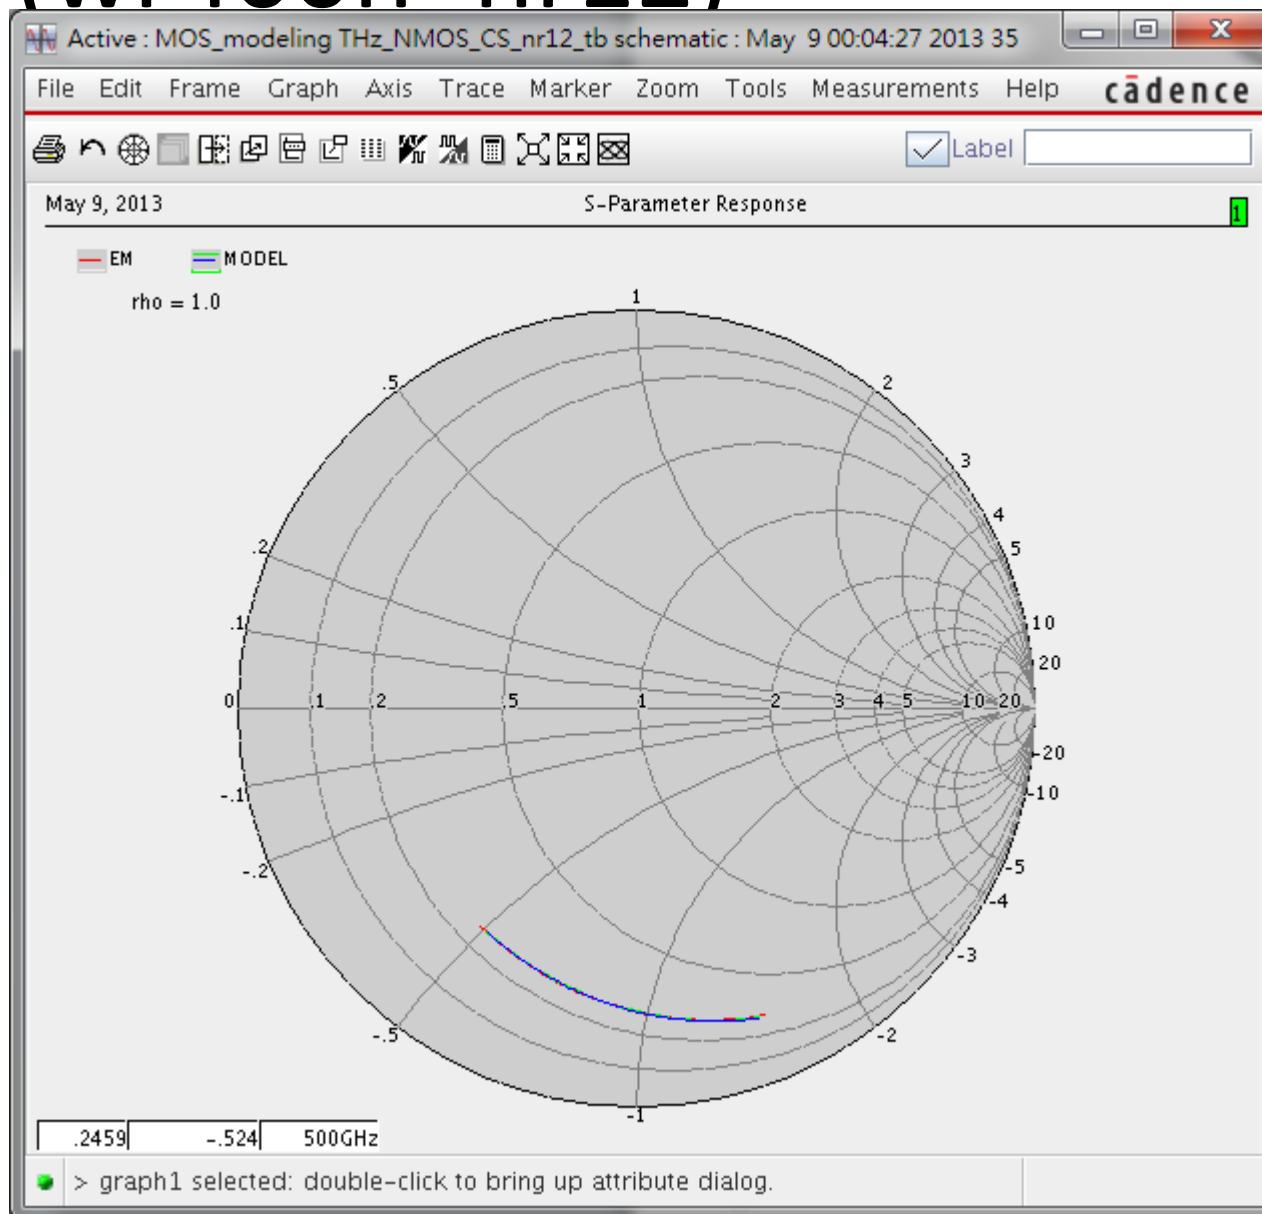 Active : MOS_modeling THz_NMOS_CS_nr12_tb schematic : May 9 00:04:27 2013 35
File Edit Frame Graph Axis Trace Marker Zoom Tools Measurements Help cādence
Label
May 9, 2013 S-Parameter Response 1
EM MODEL
rho = 1.0
1
.5 2
3
4
.2 5
.1 10
20
0 .1 .2 .5 1 2 3 4 5 10 20
-20
-.1 -10
-.2 -5
-4
-3
-.5 -2
-1
.2459 -.524 500GHz
> graph1 selected: double-click to bring up attribute dialog.